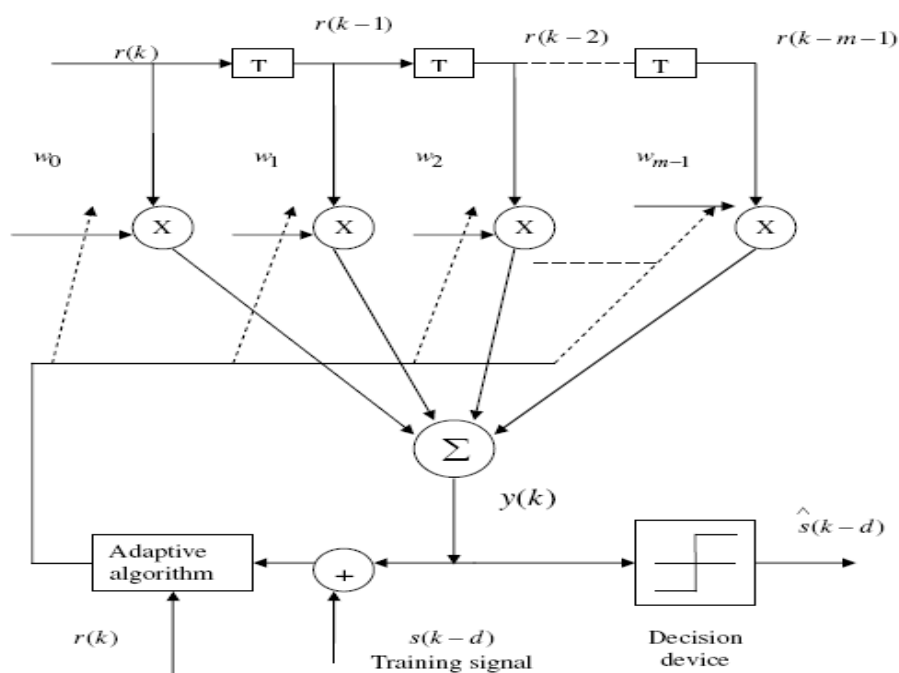 r(k−1)
r(k−2)
r(k−m−1)
r(k)
T
T
T
w₀
w₁
w₂
wₘ₋₁
X
X
X
X
Σ
y(k)
^
s(k−d)
Adaptive
algorithm
+
r(k)
s(k−d)
Training signal
Decision
device